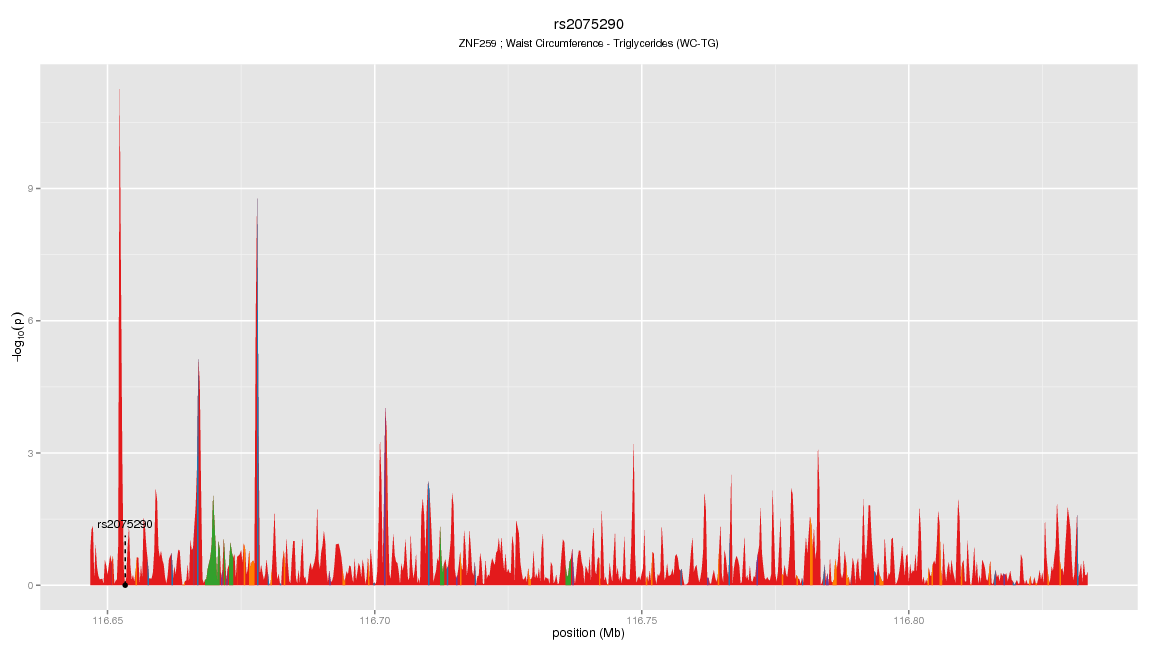 rs2075290
ZNF259 ; Waist Circumference - Triglycerides (WC-TG)
9
6
3
0
−log10(p)
rs2075290
116.65 116.70 116.75 116.80
position (Mb)